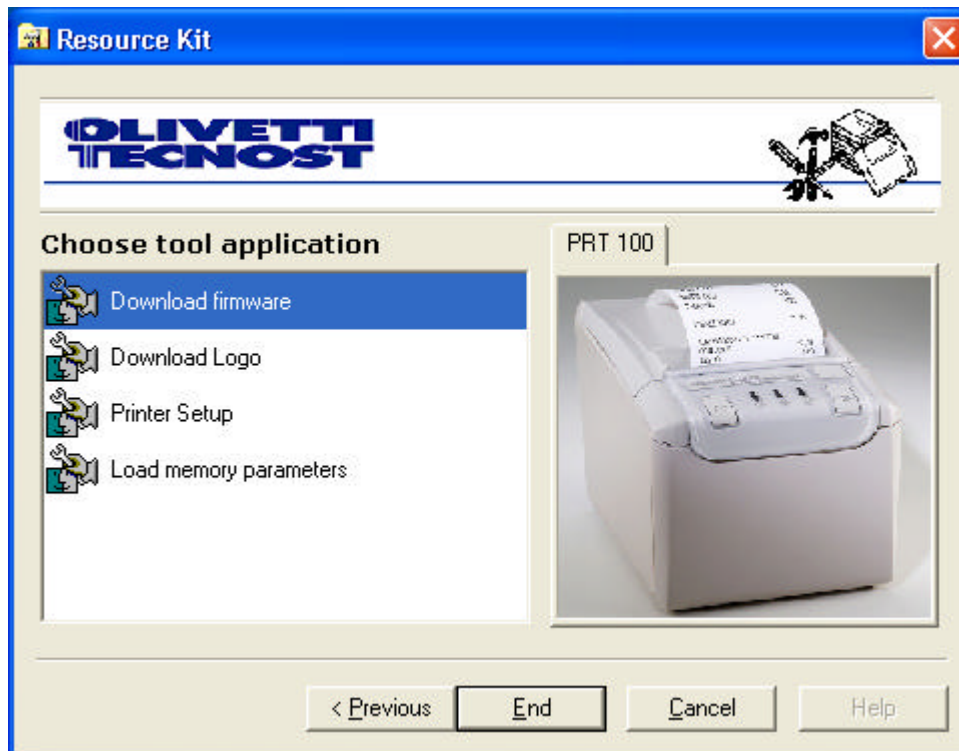 Resource Kit
OLIVETTI
TECNOST
Choose tool application
PRT 100
Download firmware
Download Logo
Printer Setup
Load memory parameters
< Previous
End
Cancel
Help